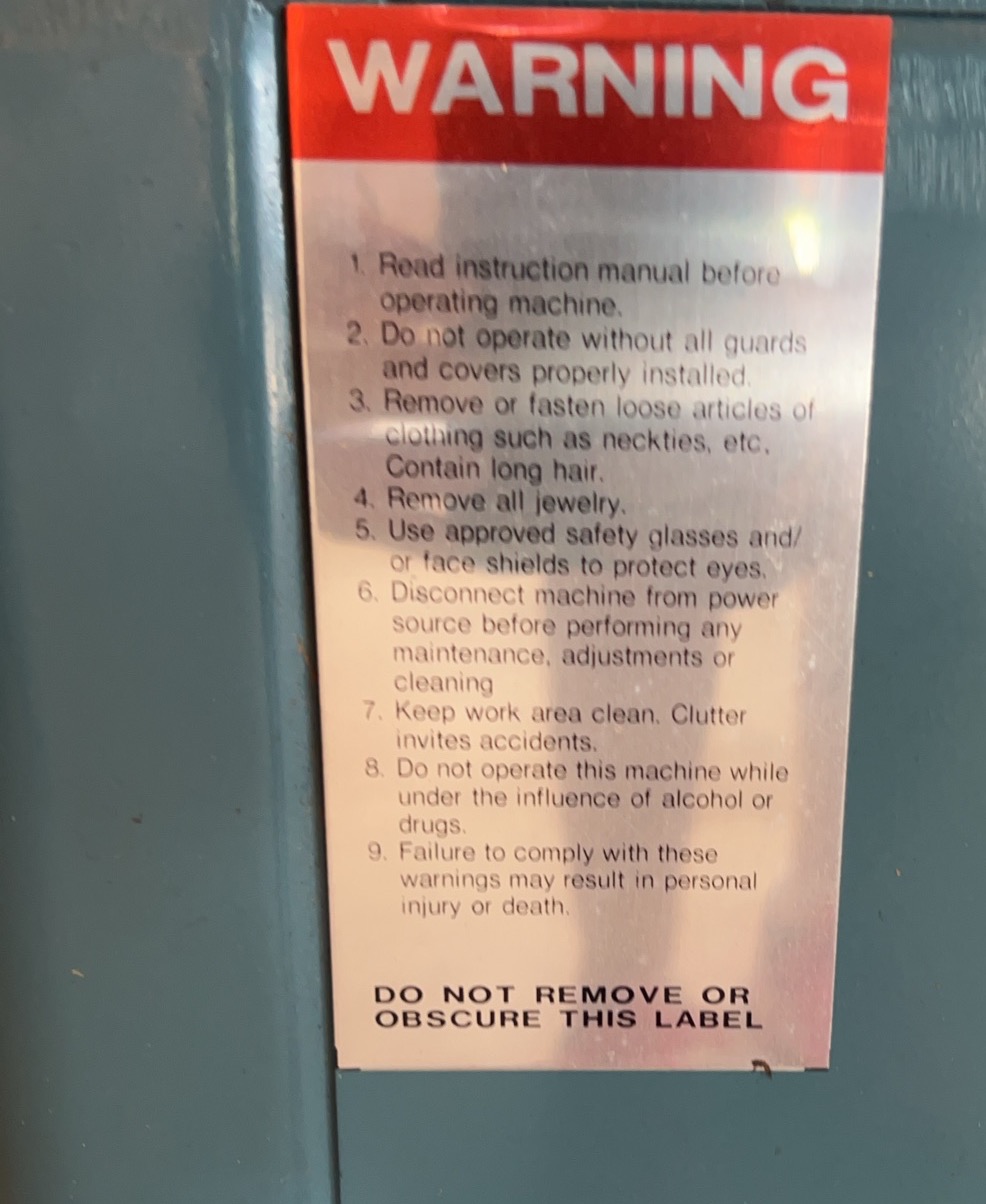 WARNING
1. Read instruction manual before
operating machine.
2. Do not operate without all guards
and covers properly installed.
3. Remove or fasten loose articles of
clothing such as neckties, etc.
Contain long hair.
4. Remove all jewelry.
5. Use approved safety glasses and/
or face shields to protect eyes.
6. Disconnect machine from power
source before performing any
maintenance, adjustments or
cleaning
7. Keep work area clean. Clutter
invites accidents.
8. Do not operate this machine while
under the influence of alcohol or
drugs.
9. Failure to comply with these
warnings may result in personal
injury or death.
DO NOT REMOVE OR
OBSCURE THIS LABEL